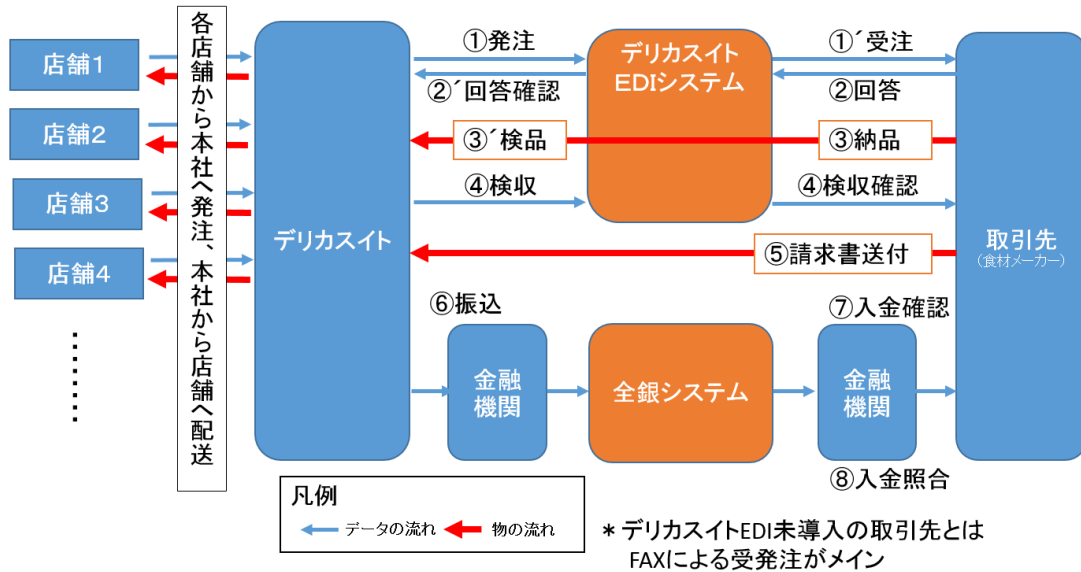 店舗1
店舗2
店舗3
店舗4
各店舗から本社へ発注、本社から店舗へ配送
デリカスイト
①発注
②´回答確認
③´検品
④検収
デリカスイト
EDIシステム
①´受注
②回答
③納品
④検収確認
⑤請求書送付
取引先
(食材メーカー)
⑥振込
金融
機関
全銀システム
⑦入金確認
金融
機関
⑧入金照合
凡例
データの流れ
物の流れ
＊デリカスイトEDI未導入の取引先とは
FAXによる受発注がメイン